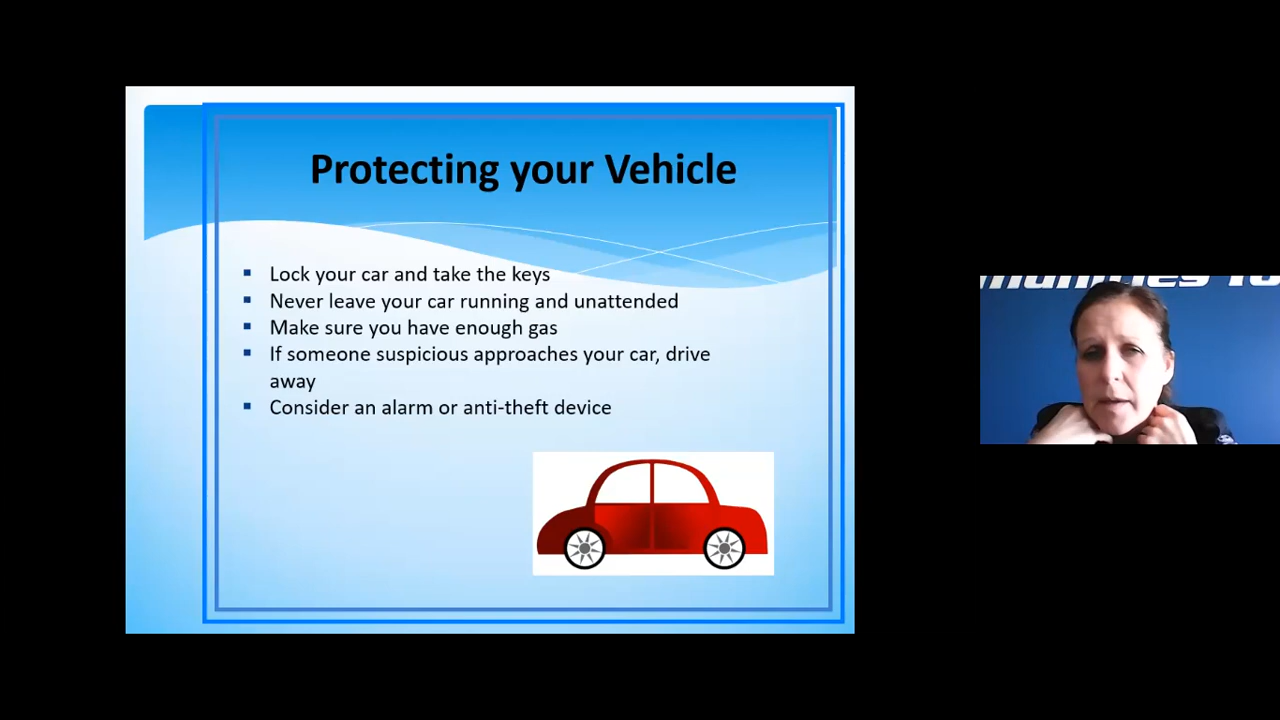 Protecting your Vehicle
Lock your car and take the keys
Never leave your car running and unattended
Make sure you have enough gas
If someone suspicious approaches your car, drive
away
Consider an alarm or anti-theft device